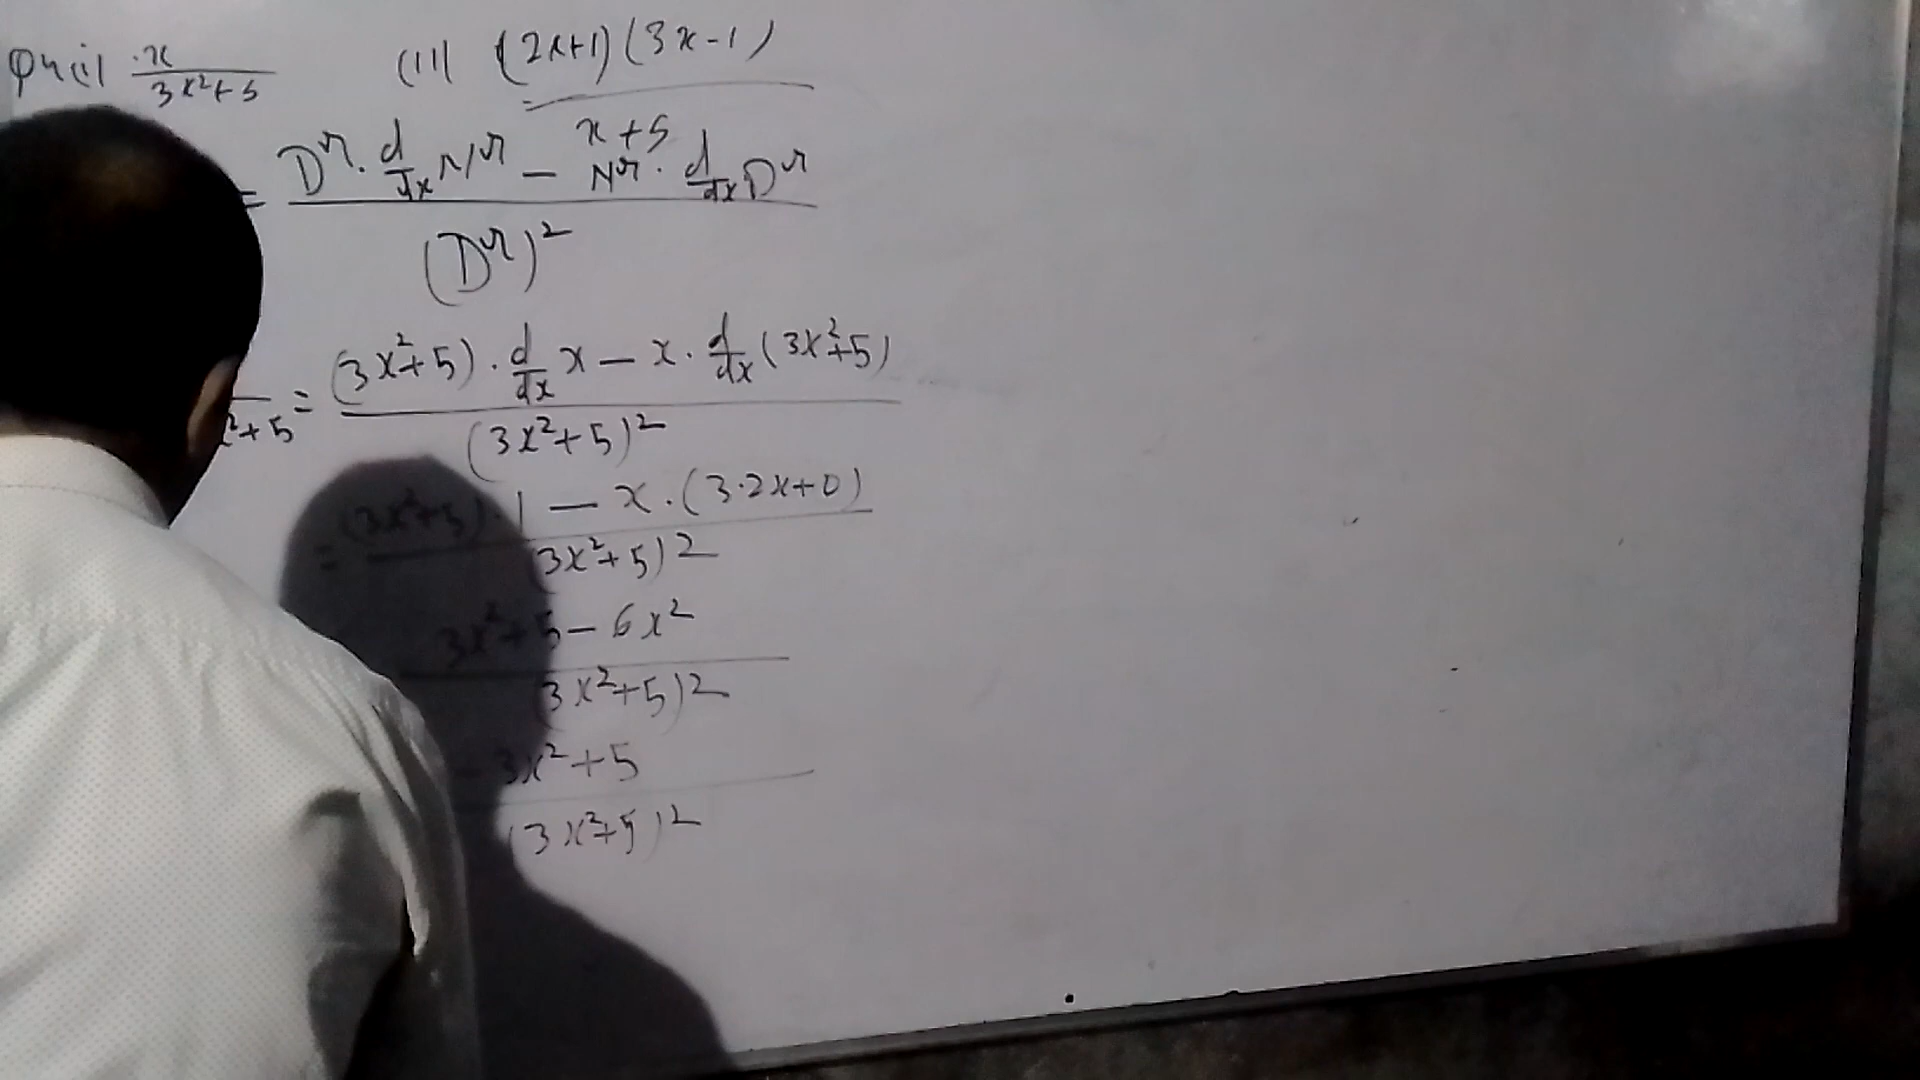 Qn(i) x / 3x²+5 (ii) (2x+1)(3x-1) / x+5
= Dʳ · d/dx Nʳ - Nʳ · d/dx Dʳ
(Dʳ)²
x²+5 = (3x²+5) · d/dx x - x · d/dx (3x²+5)
(3x²+5)²
= (3x²+5) · 1 - x · (3·2x+0)
(3x²+5)2
3x²+5-6x²
3x²+5)2
-3x²+5
(3x²+5)²